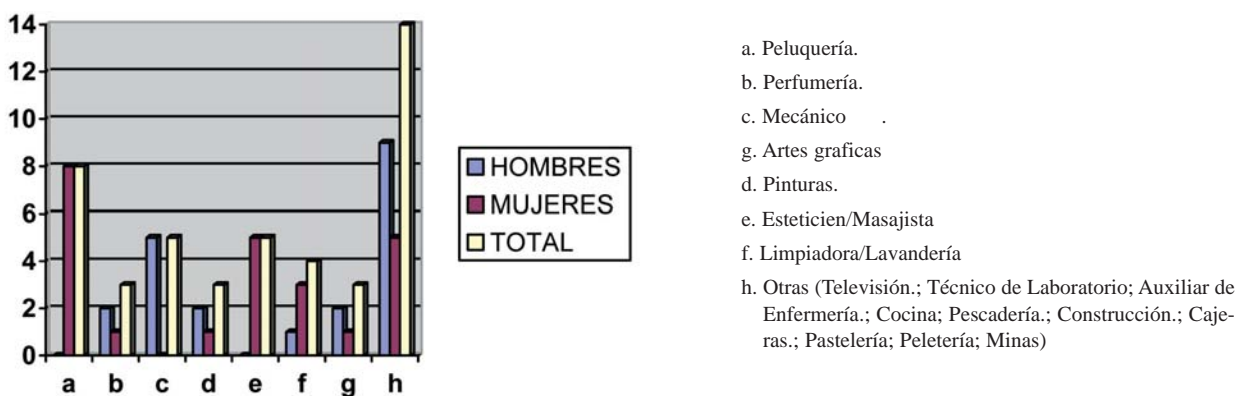 14
12
10
8
6
4
2
0
a b c d e f g h
HOMBRES
MUJERES
TOTAL
a. Peluquería.
b. Perfumería.
c. Mecánico .
g. Artes graficas
d. Pinturas.
e. Esteticien/Masajista
f. Limpiadora/Lavandería
h. Otras (Televisión.; Técnico de Laboratorio; Auxiliar de
Enfermería.; Cocina; Pescadería.; Construcción.; Caje-
ras.; Pastelería; Peletería; Minas)